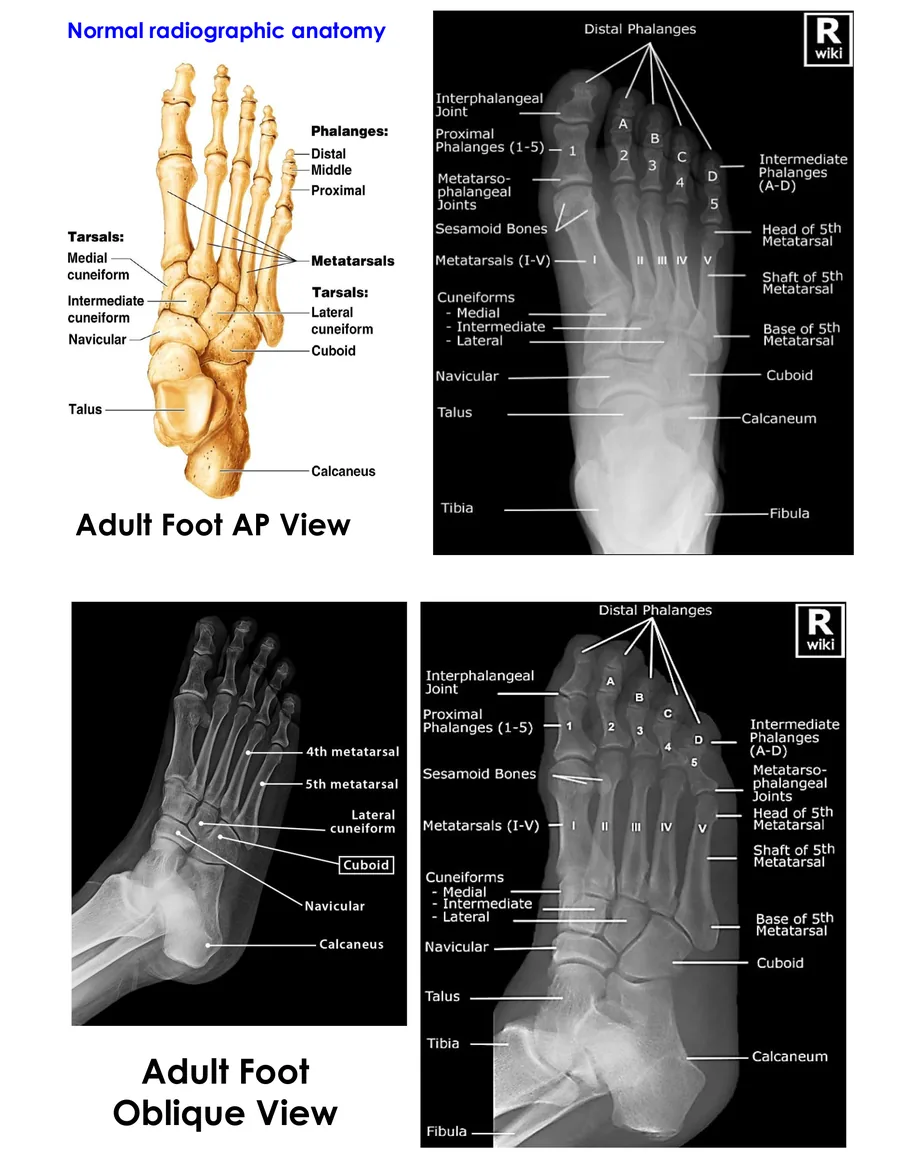 Normal radiographic anatomy
Phalanges:
Distal
Middle
Proximal
Tarsals:
Medial
cuneiform
Intermediate
cuneiform
Navicular
Talus
Metatarsals
Tarsals:
Lateral
cuneiform
Cuboid
Calcaneus
Adult Foot AP View
Distal Phalanges
R
wiki
Interphalangeal
Joint
Proximal
Phalanges (1-5)
Metatarso-
phalangeal
Joints
Sesamoid Bones
Metatarsals (I-V)
Cuneiforms
- Medial
- Intermediate
- Lateral
Navicular
Talus
Tibia
A
B
C
D
1
2
3
4
5
I
II
III
IV
V
Intermediate
Phalanges
(A-D)
Head of 5th
Metatarsal
Shaft of 5th
Metatarsal
Base of 5th
Metatarsal
Cuboid
Calcaneum
Fibula
4th metatarsal
5th metatarsal
Lateral
cuneiform
Cuboid
Navicular
Calcaneus
Adult Foot
Oblique View
Distal Phalanges
R
wiki
Interphalangeal
Joint
Proximal
Phalanges (1-5)
Sesamoid Bones
Metatarsals (I-V)
Cuneiforms
- Medial
- Intermediate
- Lateral
Navicular
Talus
Tibia
Fibula
A
B
C
D
1
2
3
4
5
I
II
III
IV
V
Intermediate
Phalanges
(A-D)
Metatarso-
phalangeal
Joints
Head of 5th
Metatarsal
Shaft of 5th
Metatarsal
Base of 5th
Metatarsal
Cuboid
Calcaneum